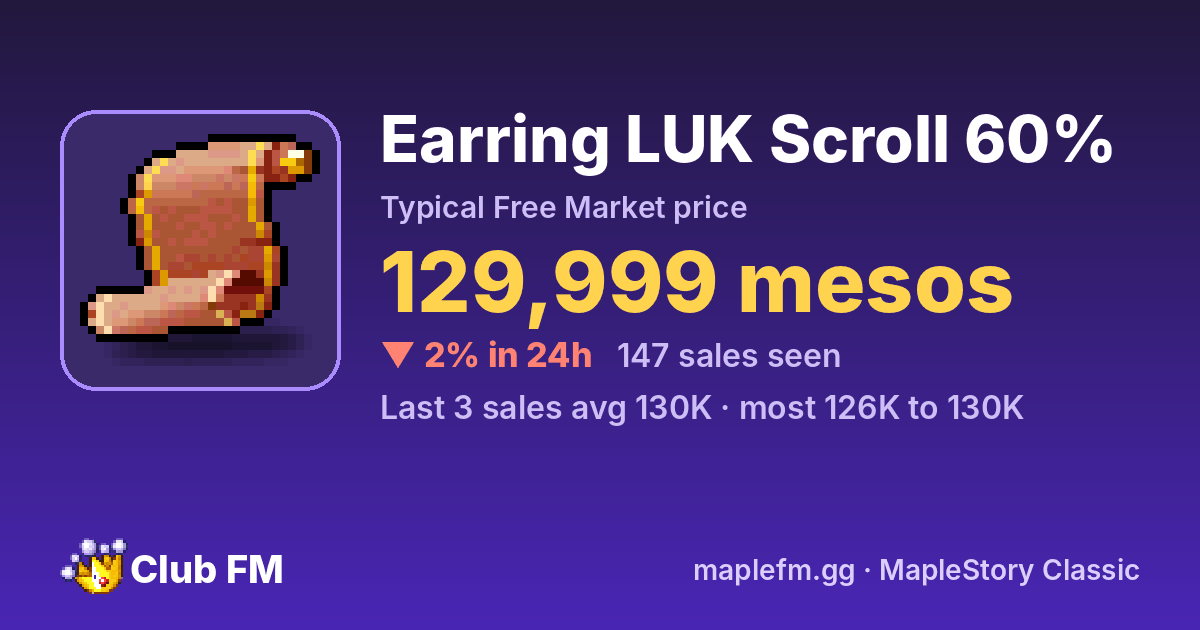 Earring LUK Scroll 60%
Typical Free Market price
129,999 mesos
▼ 2% in 24h 147 sales seen
Last 3 sales avg 130K · most 126K to 130K
Club FM
maplefm.gg · MapleStory Classic